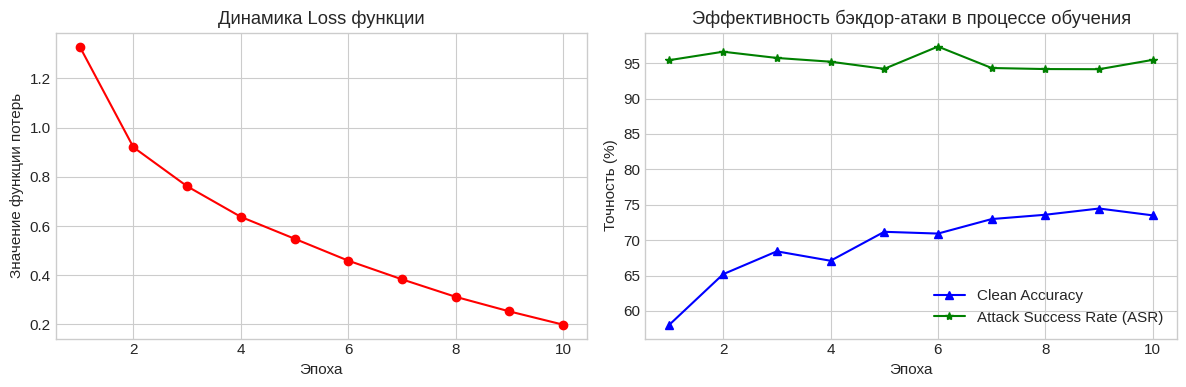 Динамика Loss функции
Значение функции потерь
1.2
1.0
0.8
0.6
0.4
0.2
2 4 6 8 10
Эпоха
Эффективность бэкдор-атаки в процессе обучения
Точность (%)
95
90
85
80
75
70
65
60
Clean Accuracy
Attack Success Rate (ASR)
2 4 6 8 10
Эпоха